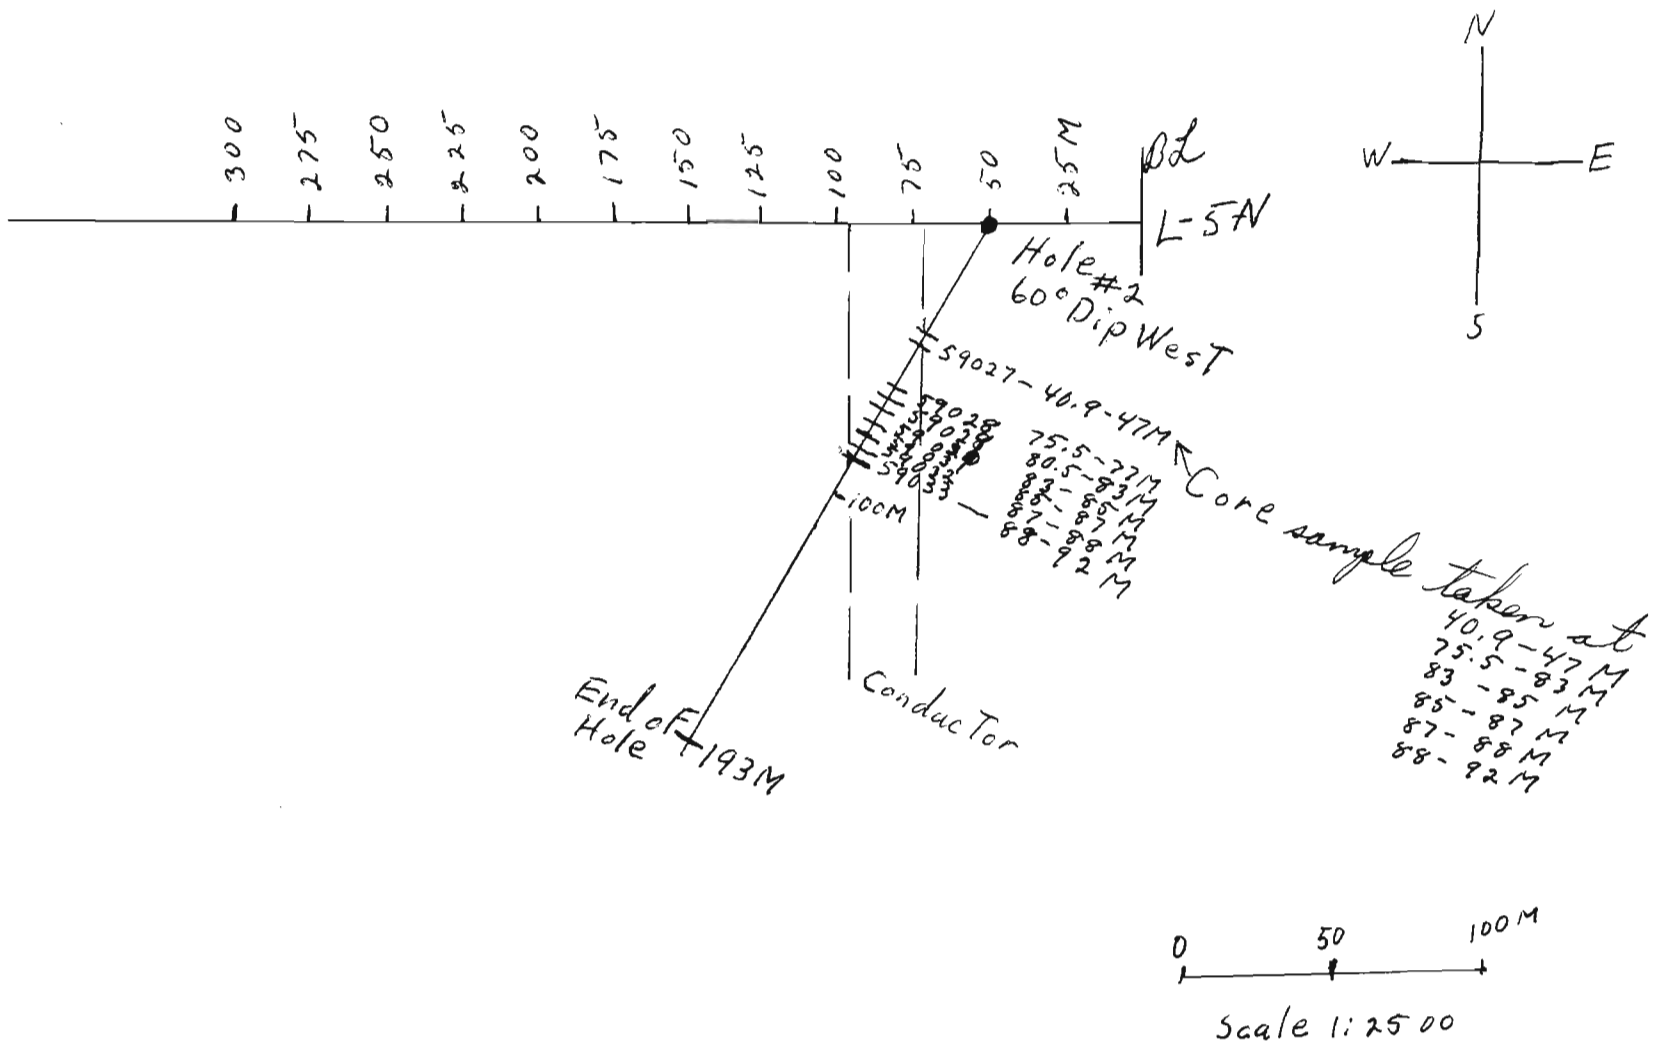 N
W E
S
300 275 250 225 200 175 150 125 100 75 50 25M BL
L-5N
Hole #2
60° Dip West
59027 - 40.9-47M
59028 75.5-77M
80.5-83M
83-85 M
85-87 M
87-88 M
590 88-92 M
-100M
Core sample taken at
40.9-47 M
75.5-83 M
83-85 M
85-87 M
87-88 M
88-92 M
Conductor
End of
Hole
193M
0 50 100M
Scale 1:2500